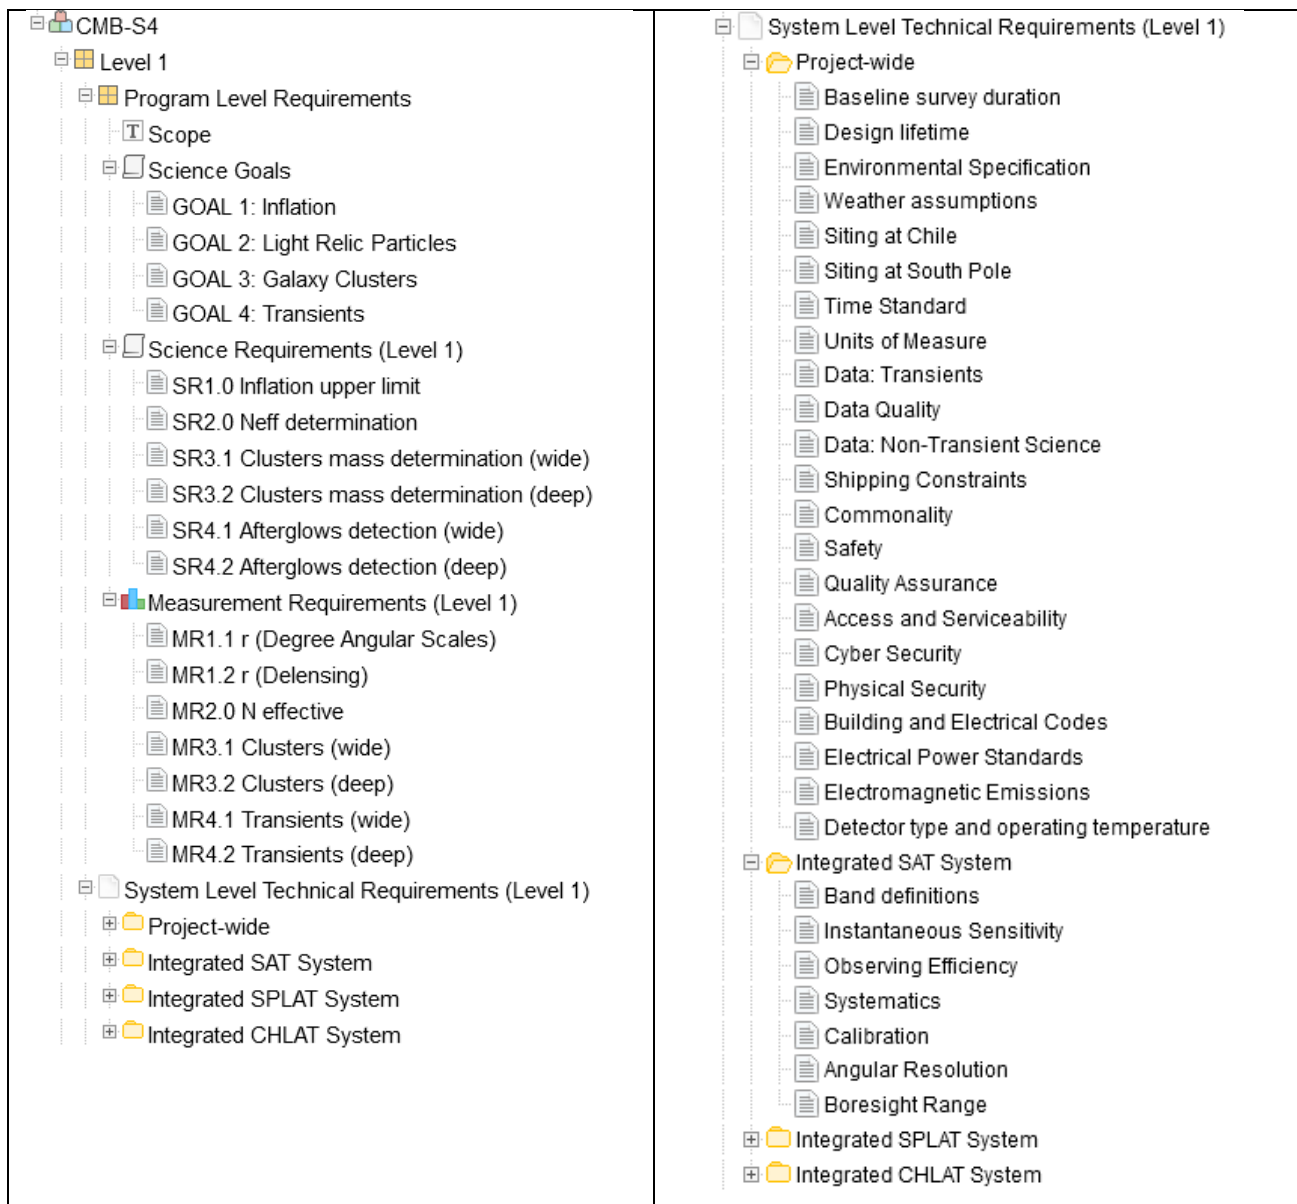 CMB-S4
Level 1
Program Level Requirements
T Scope
Science Goals
GOAL 1: Inflation
GOAL 2: Light Relic Particles
GOAL 3: Galaxy Clusters
GOAL 4: Transients
Science Requirements (Level 1)
SR1.0 Inflation upper limit
SR2.0 Neff determination
SR3.1 Clusters mass determination (wide)
SR3.2 Clusters mass determination (deep)
SR4.1 Afterglows detection (wide)
SR4.2 Afterglows detection (deep)
Measurement Requirements (Level 1)
MR1.1 r (Degree Angular Scales)
MR1.2 r (Delensing)
MR2.0 N effective
MR3.1 Clusters (wide)
MR3.2 Clusters (deep)
MR4.1 Transients (wide)
MR4.2 Transients (deep)
System Level Technical Requirements (Level 1)
Project-wide
Integrated SAT System
Integrated SPLAT System
Integrated CHLAT System
System Level Technical Requirements (Level 1)
Project-wide
Baseline survey duration
Design lifetime
Environmental Specification
Weather assumptions
Siting at Chile
Siting at South Pole
Time Standard
Units of Measure
Data: Transients
Data Quality
Data: Non-Transient Science
Shipping Constraints
Commonality
Safety
Quality Assurance
Access and Serviceability
Cyber Security
Physical Security
Building and Electrical Codes
Electrical Power Standards
Electromagnetic Emissions
Detector type and operating temperature
Integrated SAT System
Band definitions
Instantaneous Sensitivity
Observing Efficiency
Systematics
Calibration
Angular Resolution
Boresight Range
Integrated SPLAT System
Integrated CHLAT System